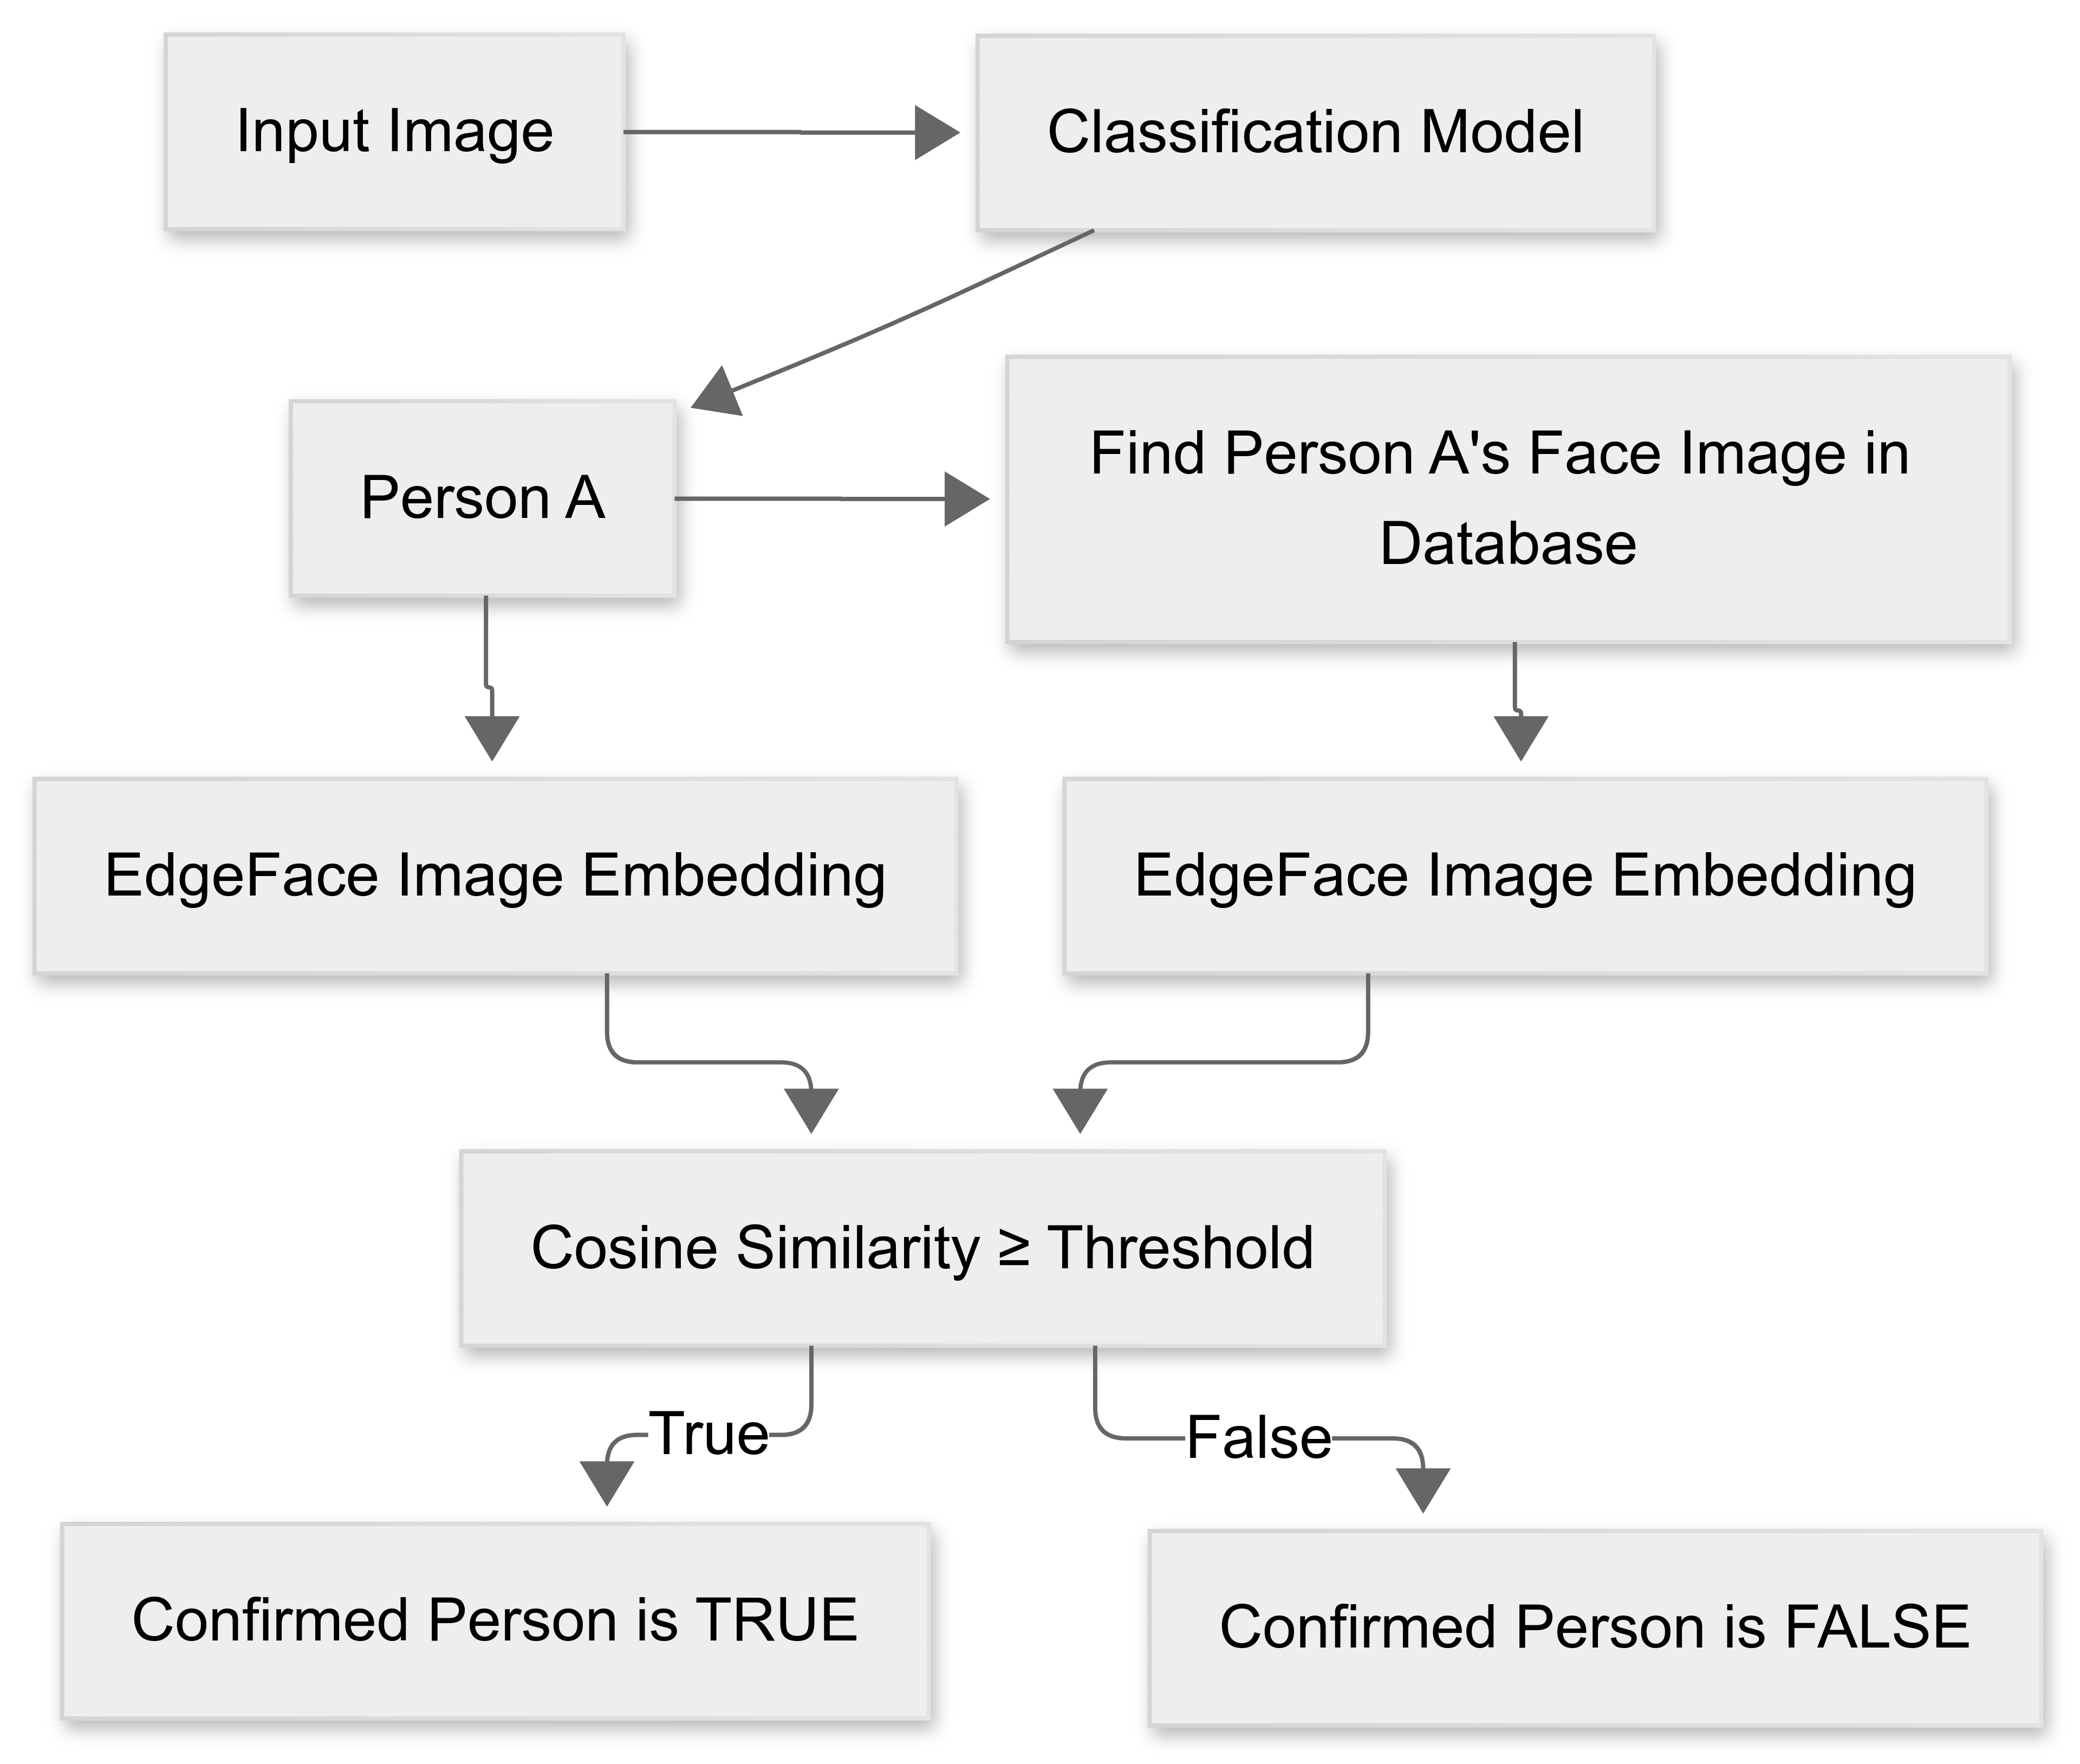 Input Image
Classification Model
Person A
Find Person A's Face Image in
Database
EdgeFace Image Embedding
EdgeFace Image Embedding
Cosine Similarity ≥ Threshold
True
False
Confirmed Person is TRUE
Confirmed Person is FALSE